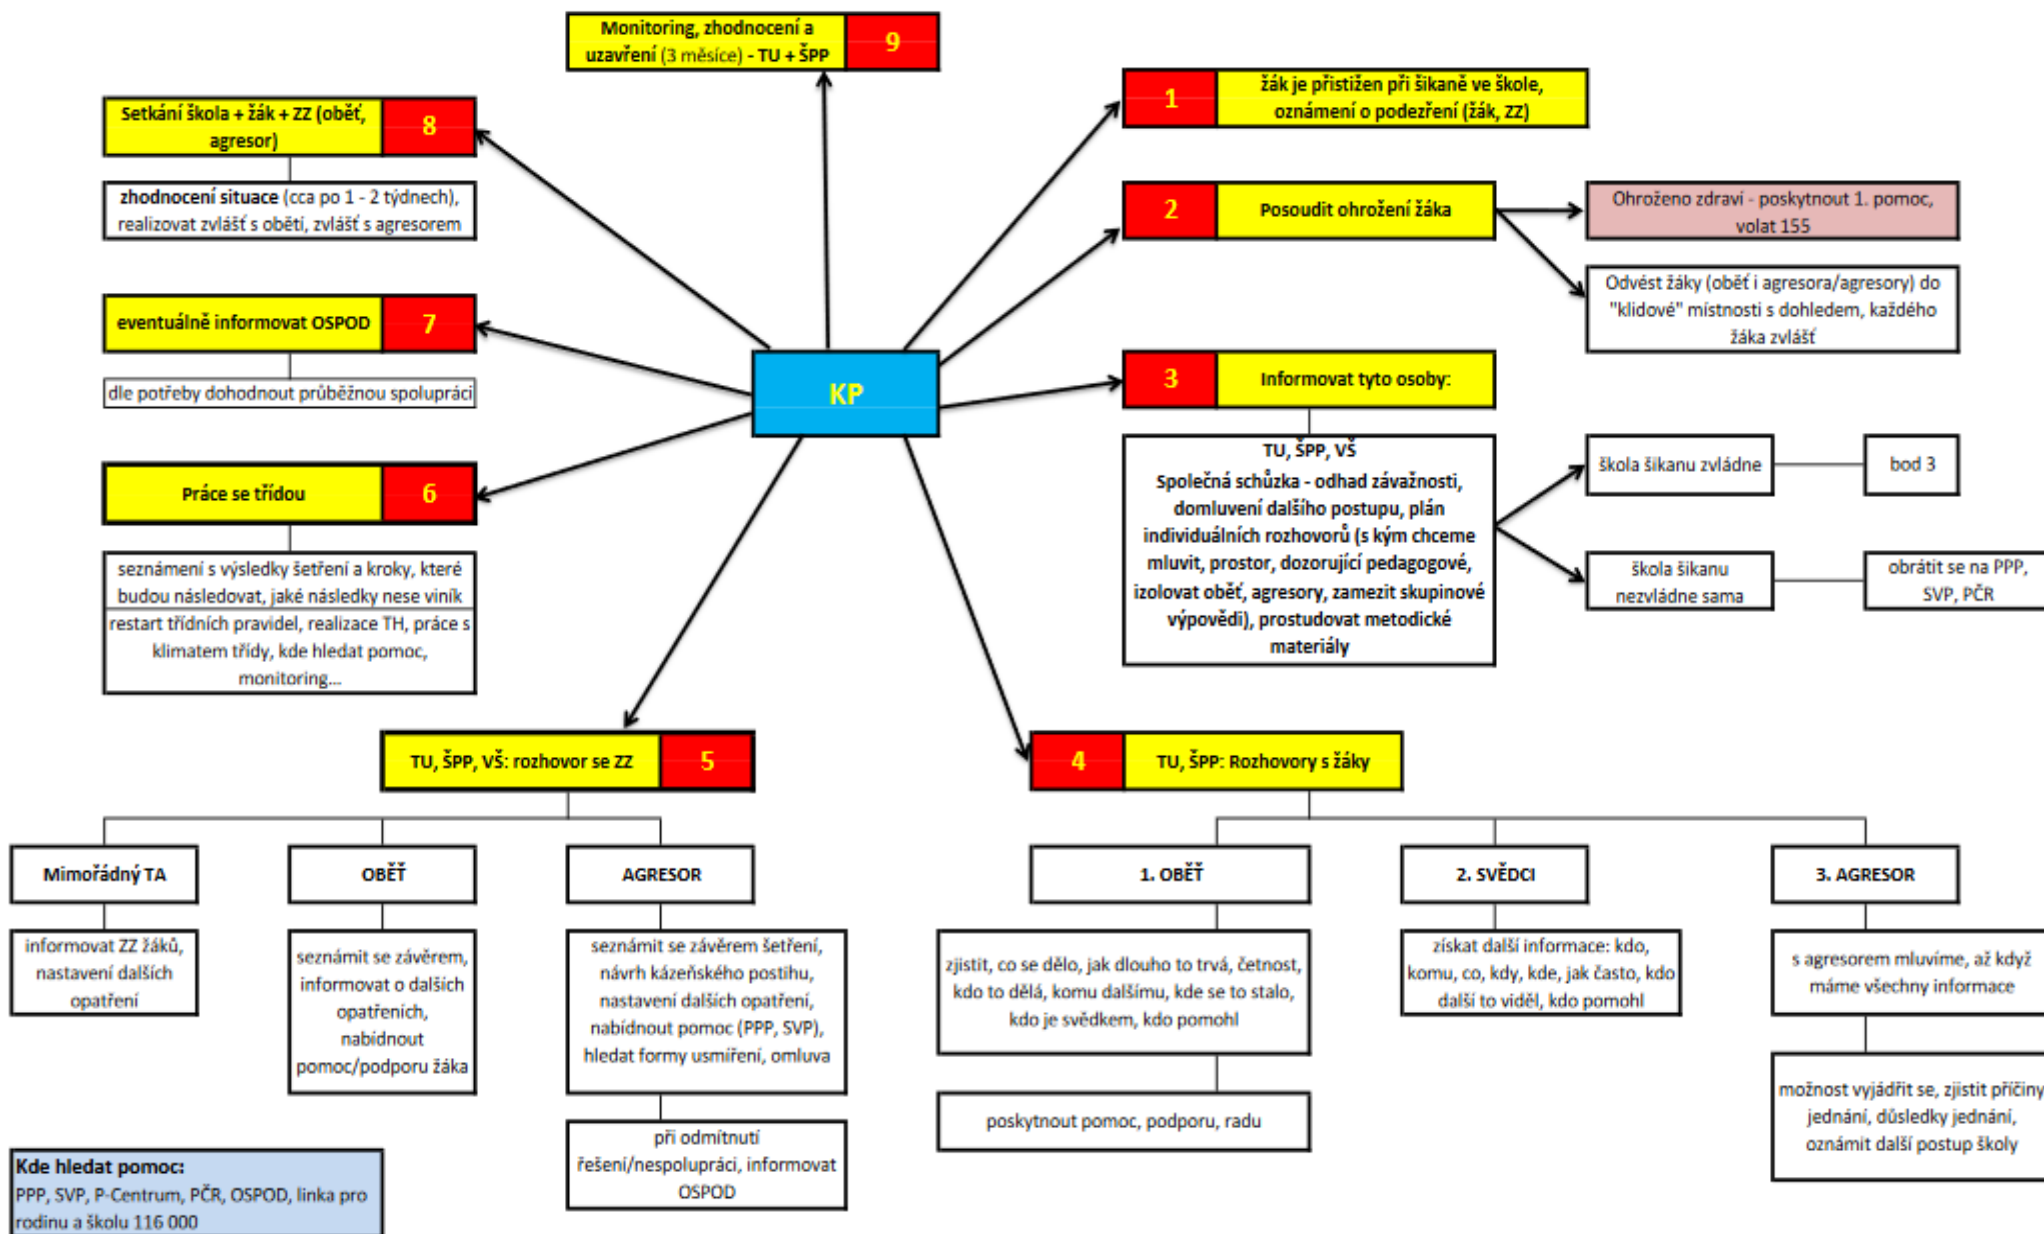 Monitoring, zhodnocení a
uzavření (3 měsíce) - TU + ŠPP
9
1
žák je přistižen při šikaně ve škole,
oznámení o podezření (žák, ZZ)
Setkání škola + žák + ZZ (oběť,
agresor)
8
zhodnocení situace (cca po 1 - 2 týdnech),
realizovat zvlášť s obětí, zvlášť s agresorem
2
Posoudit ohrožení žáka
Ohroženo zdraví - poskytnout 1. pomoc,
volat 155
Odvést žáky (oběť i agresora/agresory) do
"klidové" místnosti s dohledem, každého
žáka zvlášť
eventuálně informovat OSPOD
7
dle potřeby dohodnout průběžnou spolupráci
KP
3
Informovat tyto osoby:
TU, ŠPP, VŠ
Společná schůzka - odhad závažnosti,
domluvení dalšího postupu, plán
individuálních rozhovorů (s kým chceme
mluvit, prostor, dozorující pedagogové,
izolovat oběť, agresory, zamezit skupinové
výpovědi), prostudovat metodické
materiály
škola šikanu zvládne
bod 3
škola šikanu
nezvládne sama
obrátit se na PPP,
SVP, PČR
Práce se třídou
6
seznámení s výsledky šetření a kroky, které
budou následovat, jaké následky nese viník
restart třídních pravidel, realizace TH, práce s
klimatem třídy, kde hledat pomoc,
monitoring...
TU, ŠPP, VŠ: rozhovor se ZZ
5
Mimořádný TA
informovat ZZ žáků,
nastavení dalších
opatření
OBĚŤ
seznámit se závěrem,
informovat o dalších
opatřeních,
nabídnout
pomoc/podporu žáka
AGRESOR
seznámit se závěrem šetření,
návrh kázeňského postihu,
nastavení dalších opatření,
nabídnout pomoc (PPP, SVP),
hledat formy usmíření, omluva
při odmítnutí
řešení/nespolupráci, informovat
OSPOD
4
TU, ŠPP: Rozhovory s žáky
1. OBĚŤ
zjistit, co se dělo, jak dlouho to trvá, četnost,
kdo to dělá, komu dalšímu, kde se to stalo,
kdo je svědkem, kdo pomohl
poskytnout pomoc, podporu, radu
2. SVĚDCI
získat další informace: kdo,
komu, co, kdy, kde, jak často, kdo
další to viděl, kdo pomohl
3. AGRESOR
s agresorem mluvíme, až když
máme všechny informace
možnost vyjádřit se, zjistit příčiny
jednání, důsledky jednání,
oznámit další postup školy
Kde hledat pomoc:
PPP, SVP, P-Centrum, PČR, OSPOD, linka pro
rodinu a školu 116 000